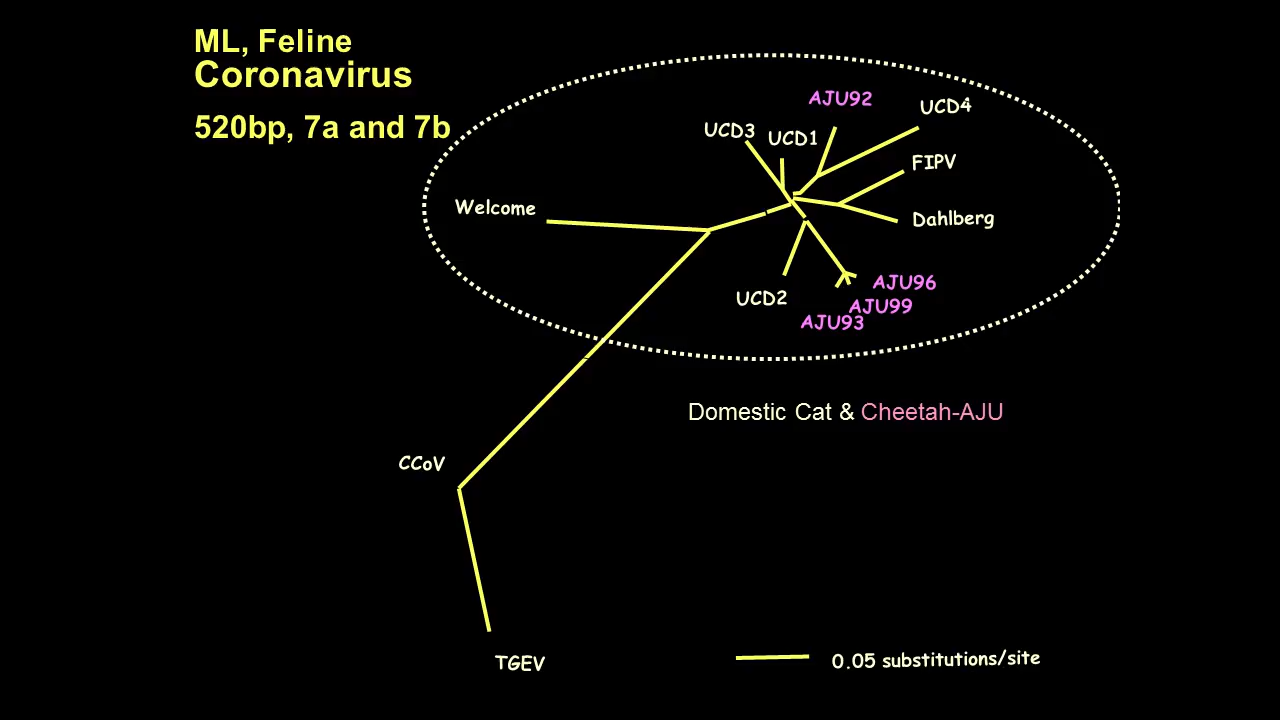 ML, Feline
Coronavirus
520bp, 7a and 7b
AJU92
UCD4
UCD3
UCD1
FIPV
Welcome
Dahlberg
AJU96
UCD2
AJU99
AJU93
Domestic Cat & Cheetah-AJU
CCoV
TGEV
0.05 substitutions/site